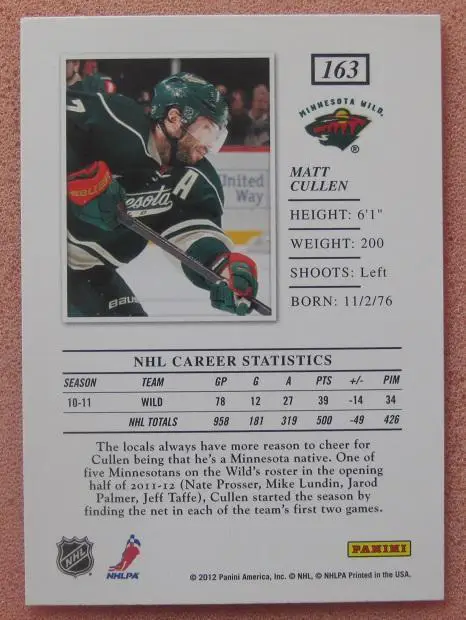 163
MINNESOTA WILD
®
MATT
CULLEN
HEIGHT: 6'1"
WEIGHT: 200
SHOOTS: Left
BORN: 11/2/76
United
Way
7
A
esota
BAUER
NHL CAREER STATISTICS
SEASON TEAM GP G A PTS +/- PIM
10-11 WILD 78 12 27 39 -14 34
NHL TOTALS 958 181 319 500 -49 426
The locals always have more reason to cheer for
Cullen being that he's a Minnesota native. One of
five Minnesotans on the Wild's roster in the opening
half of 2011-12 (Nate Prosser, Mike Lundin, Jarod
Palmer, Jeff Taffe), Cullen started the season by
finding the net in each of the team's first two games.
NHL
NHLPA
PANINI
© 2012 Panini America, Inc. © NHL, © NHLPA Printed in the USA.